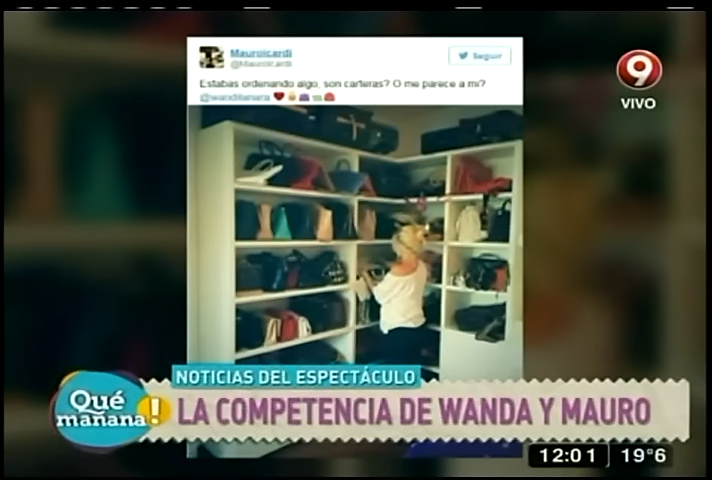 Mauroicardi
@Mauroicardi
Seguir
Estabas ordenando algo, son carteras? O me parece a mi?
@wanditanara
9
VIVO
NOTICIAS DEL ESPECTÁCULO
Qué mañana!
LA COMPETENCIA DE WANDA Y MAURO
12:01 19°6